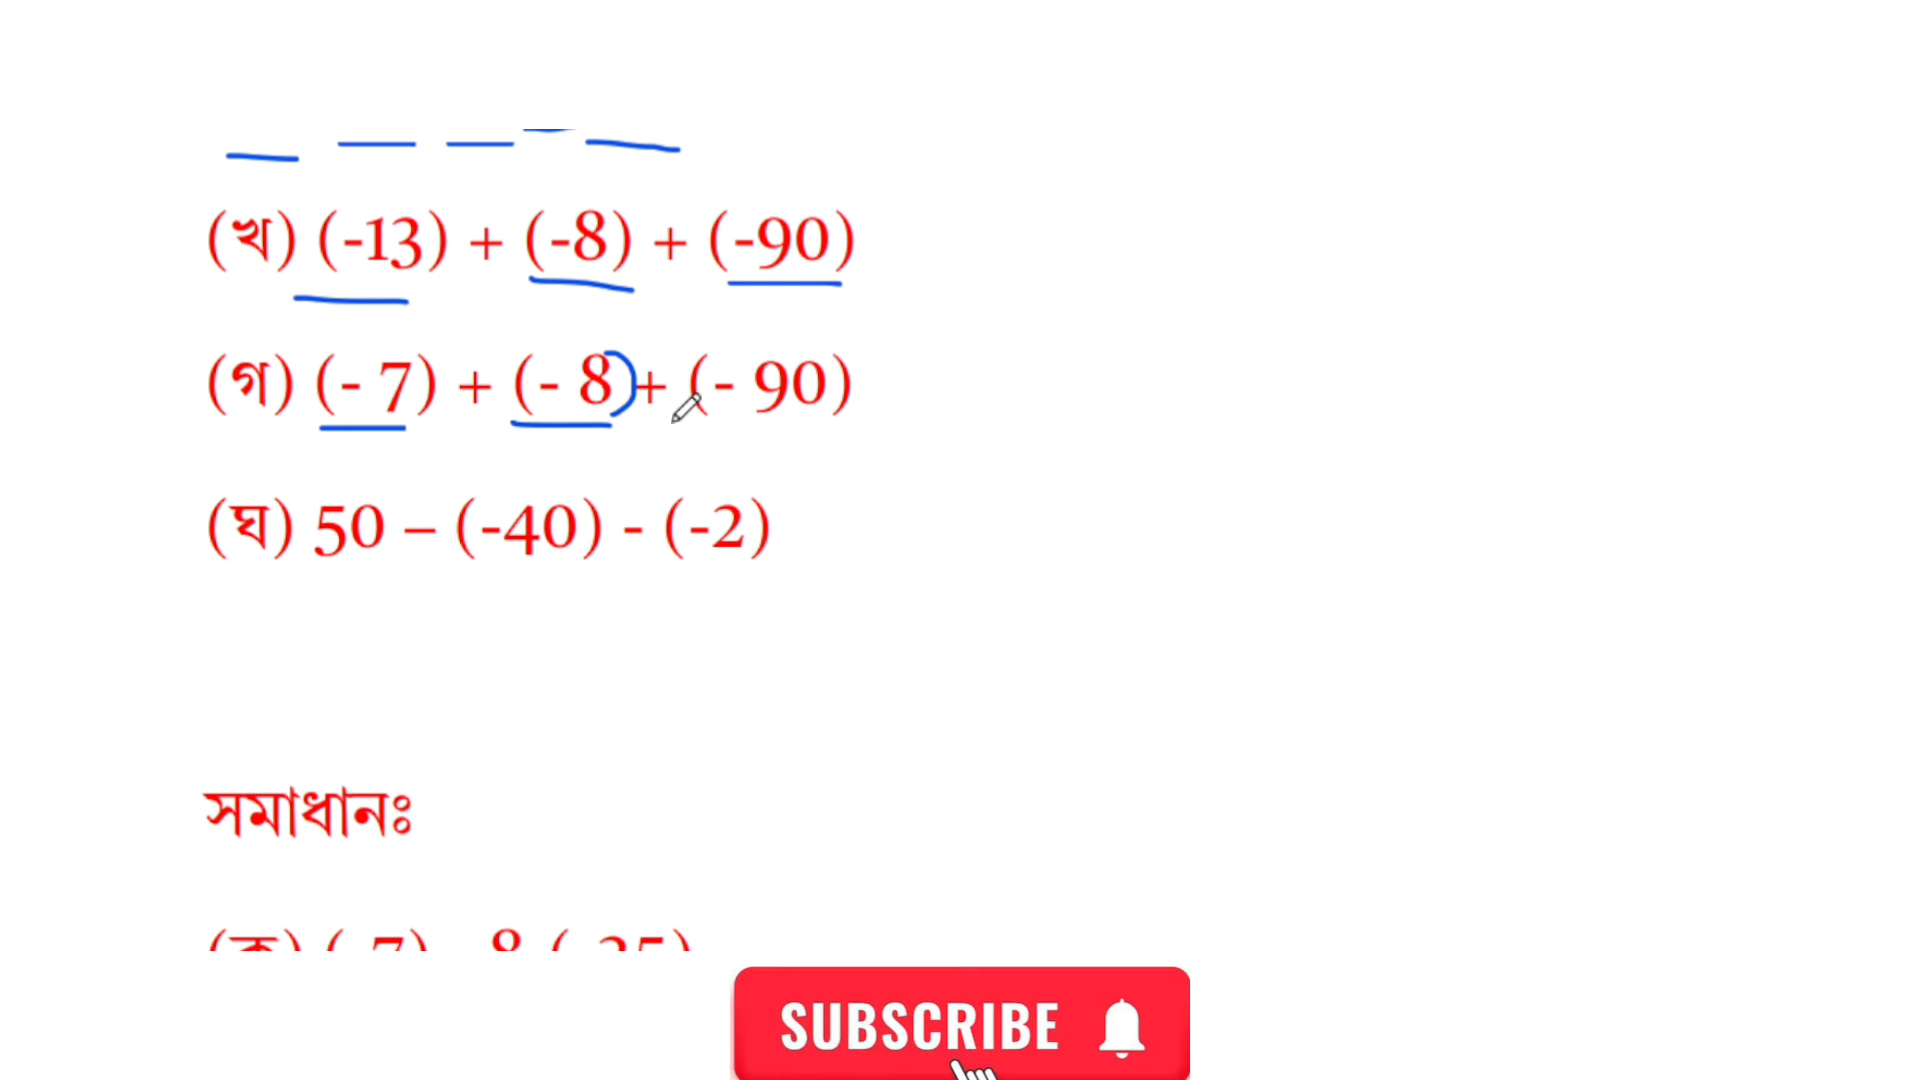 (খ) (-13) + (-8) + (-90)
(গ) (- 7) + (- 8)+ (- 90)
(ঘ) 50 – (-40) - (-2)
সমাধানঃ
SUBSCRIBE